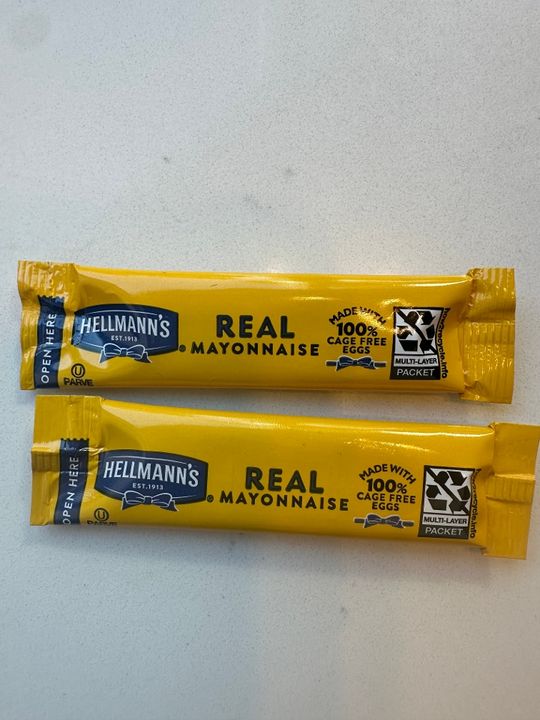 OPEN HERE
HELLMANN'S
EST. 1913
REAL
® MAYONNAISE
MADE WITH
100%
CAGE FREE
EGGS
MULTI-LAYER
PACKET
U
PARVE
OPEN HERE
HELLMANN'S
EST. 1913
REAL
® MAYONNAISE
MADE WITH
100%
CAGE FREE
EGGS
MULTI-LAYER
PACKET
U